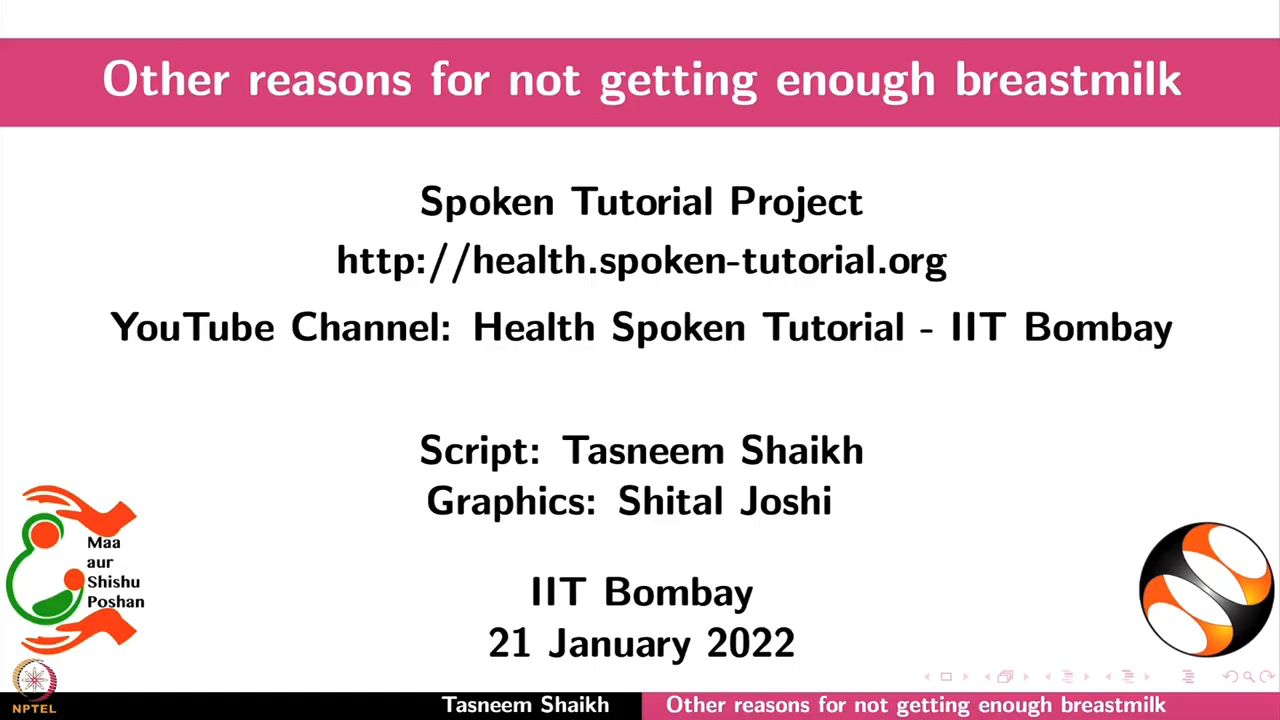 Other reasons for not getting enough breastmilk
Spoken Tutorial Project
http://health.spoken-tutorial.org
YouTube Channel: Health Spoken Tutorial - IIT Bombay
Script: Tasneem Shaikh
Graphics: Shital Joshi
Maa
aur
Shishu
Poshan
IIT Bombay
21 January 2022
NPTEL
Tasneem Shaikh
Other reasons for not getting enough breastmilk